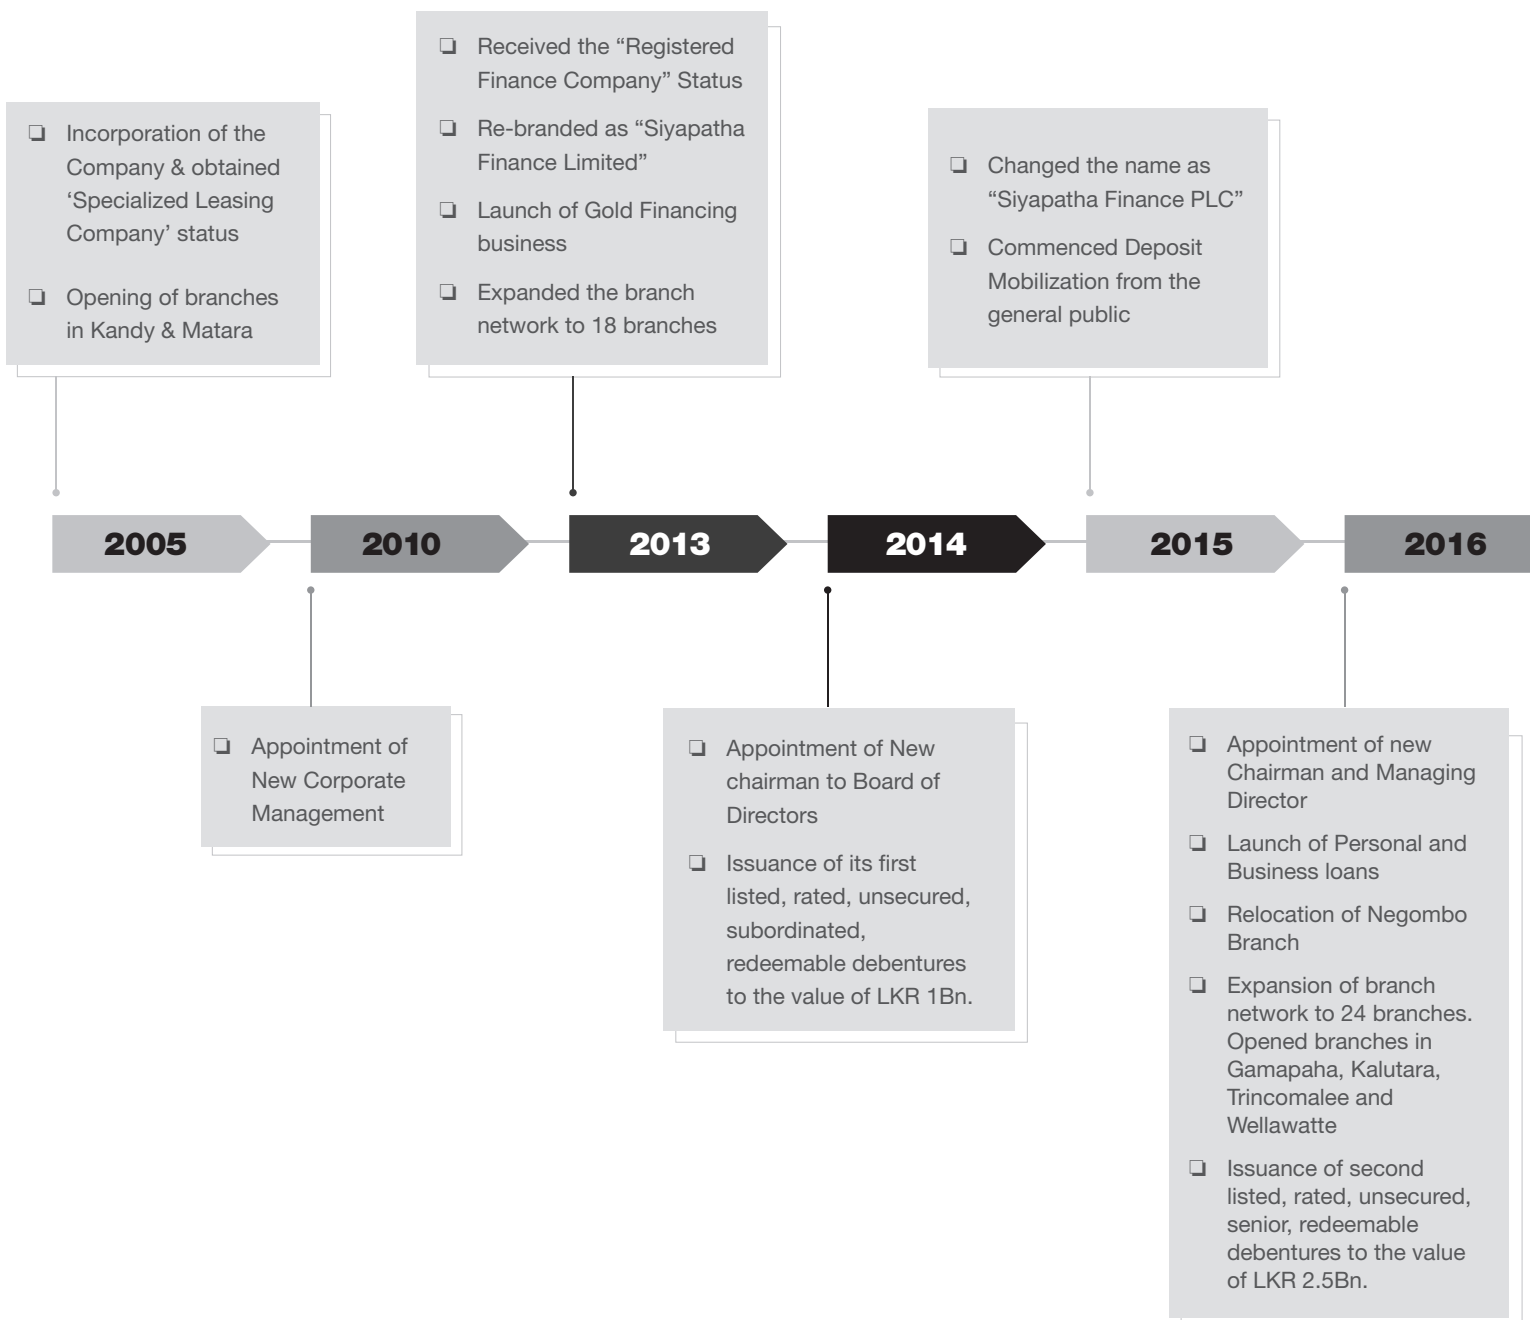 ❏ Incorporation of the
Company & obtained
‘Specialized Leasing
Company’ status
❏ Opening of branches
in Kandy & Matara
❏ Received the “Registered
Finance Company” Status
❏ Re-branded as “Siyapatha
Finance Limited”
❏ Launch of Gold Financing
business
❏ Expanded the branch
network to 18 branches
❏ Changed the name as
“Siyapatha Finance PLC”
❏ Commenced Deposit
Mobilization from the
general public
2005 2010 2013 2014 2015 2016
❏ Appointment of
New Corporate
Management
❏ Appointment of New
chairman to Board of
Directors
❏ Issuance of its first
listed, rated, unsecured,
subordinated,
redeemable debentures
to the value of LKR 1Bn.
❏ Appointment of new
Chairman and Managing
Director
❏ Launch of Personal and
Business loans
❏ Relocation of Negombo
Branch
❏ Expansion of branch
network to 24 branches.
Opened branches in
Gamapaha, Kalutara,
Trincomalee and
Wellawatte
❏ Issuance of second
listed, rated, unsecured,
senior, redeemable
debentures to the value
of LKR 2.5Bn.